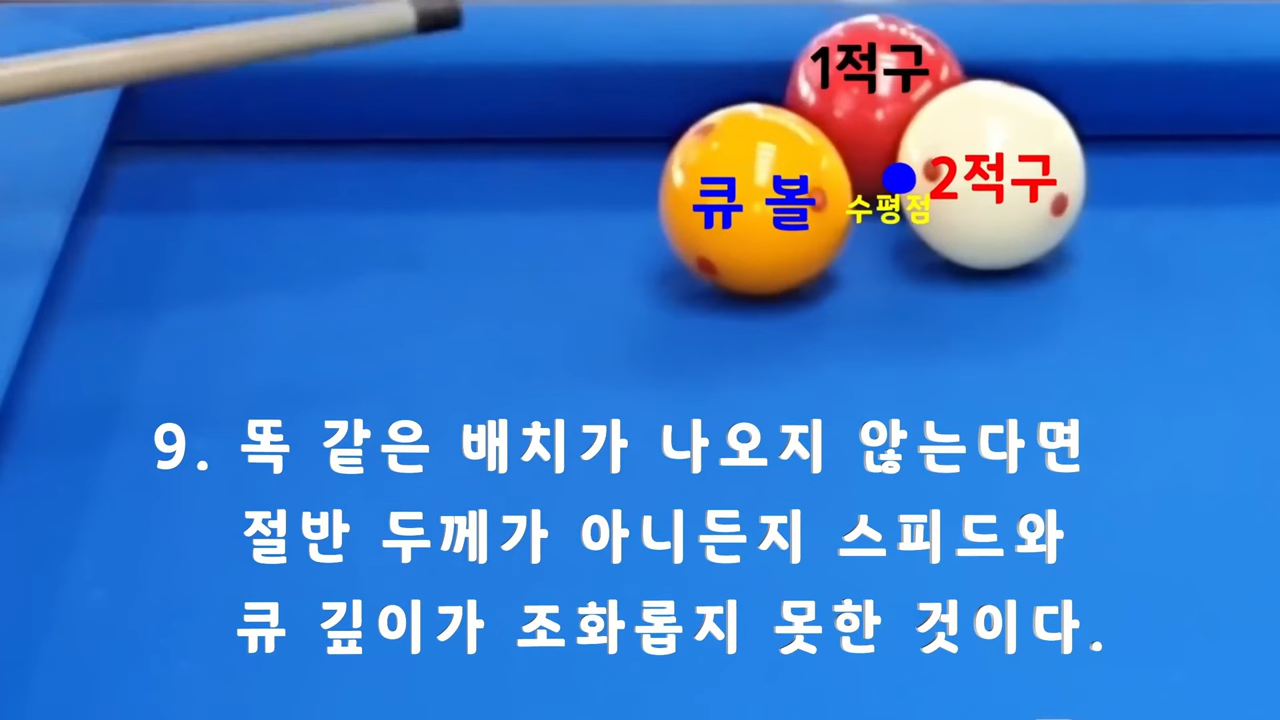 1적구
큐 볼
2적구
수평점
9. 똑 같은 배치가 나오지 않는다면
절반 두께가 아니든지 스피드와
큐 깊이가 조화롭지 못한 것이다.